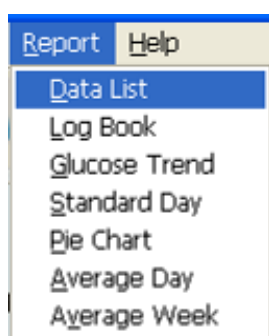 Report Help
Data List
Log Book
Glucose Trend
Standard Day
Pie Chart
Average Day
Average Week